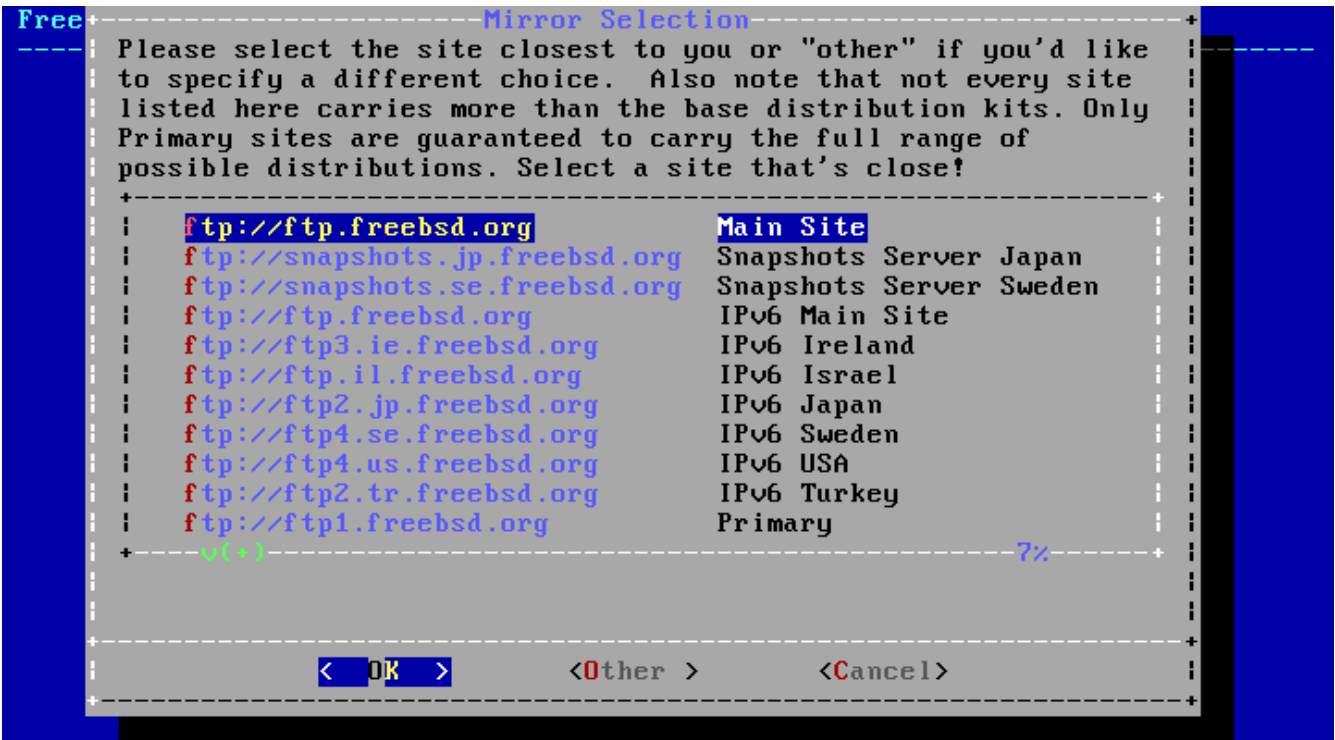 Free
Mirror Selection
Please select the site closest to you or "other" if you'd like
to specify a different choice.  Also note that not every site
listed here carries more than the base distribution kits. Only
Primary sites are guaranteed to carry the full range of
possible distributions. Select a site that's close!
ftp://ftp.freebsd.org Main Site
ftp://snapshots.jp.freebsd.org Snapshots Server Japan
ftp://snapshots.se.freebsd.org Snapshots Server Sweden
ftp://ftp.freebsd.org IPv6 Main Site
ftp://ftp3.ie.freebsd.org IPv6 Ireland
ftp://ftp.il.freebsd.org IPv6 Israel
ftp://ftp2.jp.freebsd.org IPv6 Japan
ftp://ftp4.se.freebsd.org IPv6 Sweden
ftp://ftp4.us.freebsd.org IPv6 USA
ftp://ftp2.tr.freebsd.org IPv6 Turkey
ftp://ftp1.freebsd.org Primary
v(+) 7%
<  OK  > <Other > <Cancel>